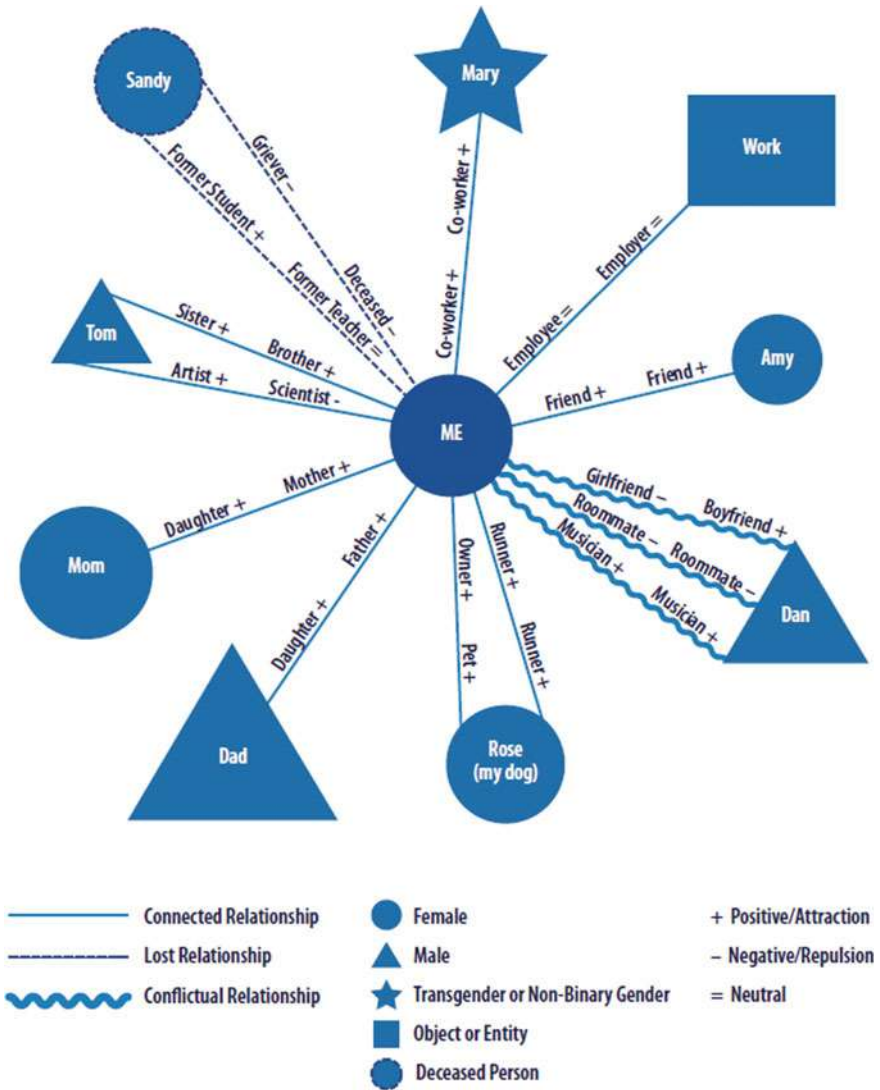 Sandy
Mary
Work
Griever –
Deceased –
Former Student +
Former Teacher =
Co-worker +
Co-worker +
Employer =
Employee =
Tom
Sister +
Brother +
Artist +
Scientist -
ME
Friend +
Friend +
Amy
Mom
Daughter +
Mother +
Girlfriend –
Boyfriend +
Roommate –
Roommate –
Musician +
Musician +
Dan
Dad
Daughter +
Father +
Owner +
Pet +
Runner +
Runner +
Rose
(my dog)
Connected Relationship
Female
+ Positive/Attraction
Lost Relationship
Male
– Negative/Repulsion
Conflictual Relationship
Transgender or Non-Binary Gender
= Neutral
Object or Entity
Deceased Person